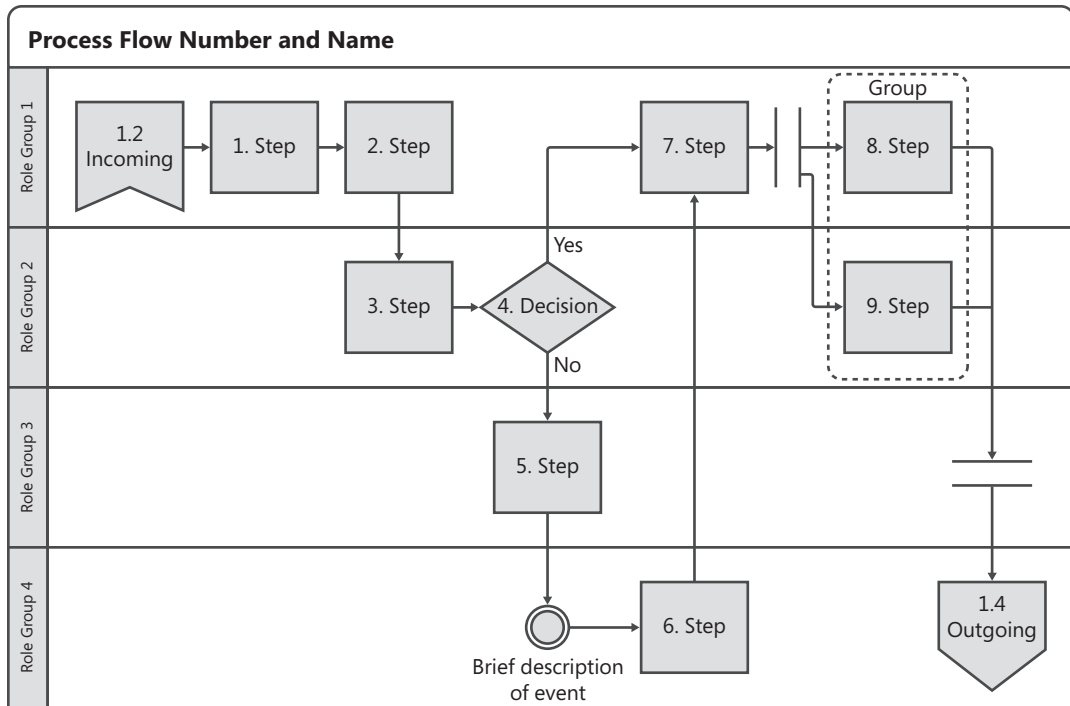 Process Flow Number and Name
Role Group 1
1.2
Incoming
1. Step
2. Step
7. Step
Group
8. Step
Role Group 2
3. Step
4. Decision
Yes
No
9. Step
Role Group 3
5. Step
Role Group 4
Brief description
of event
6. Step
1.4
Outgoing